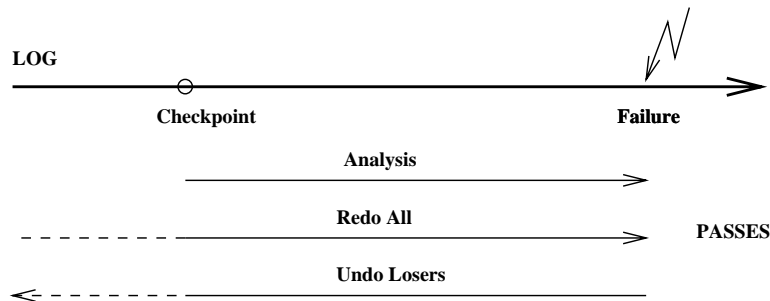 LOG
Checkpoint
Failure
Analysis
Redo All
PASSES
Undo Losers